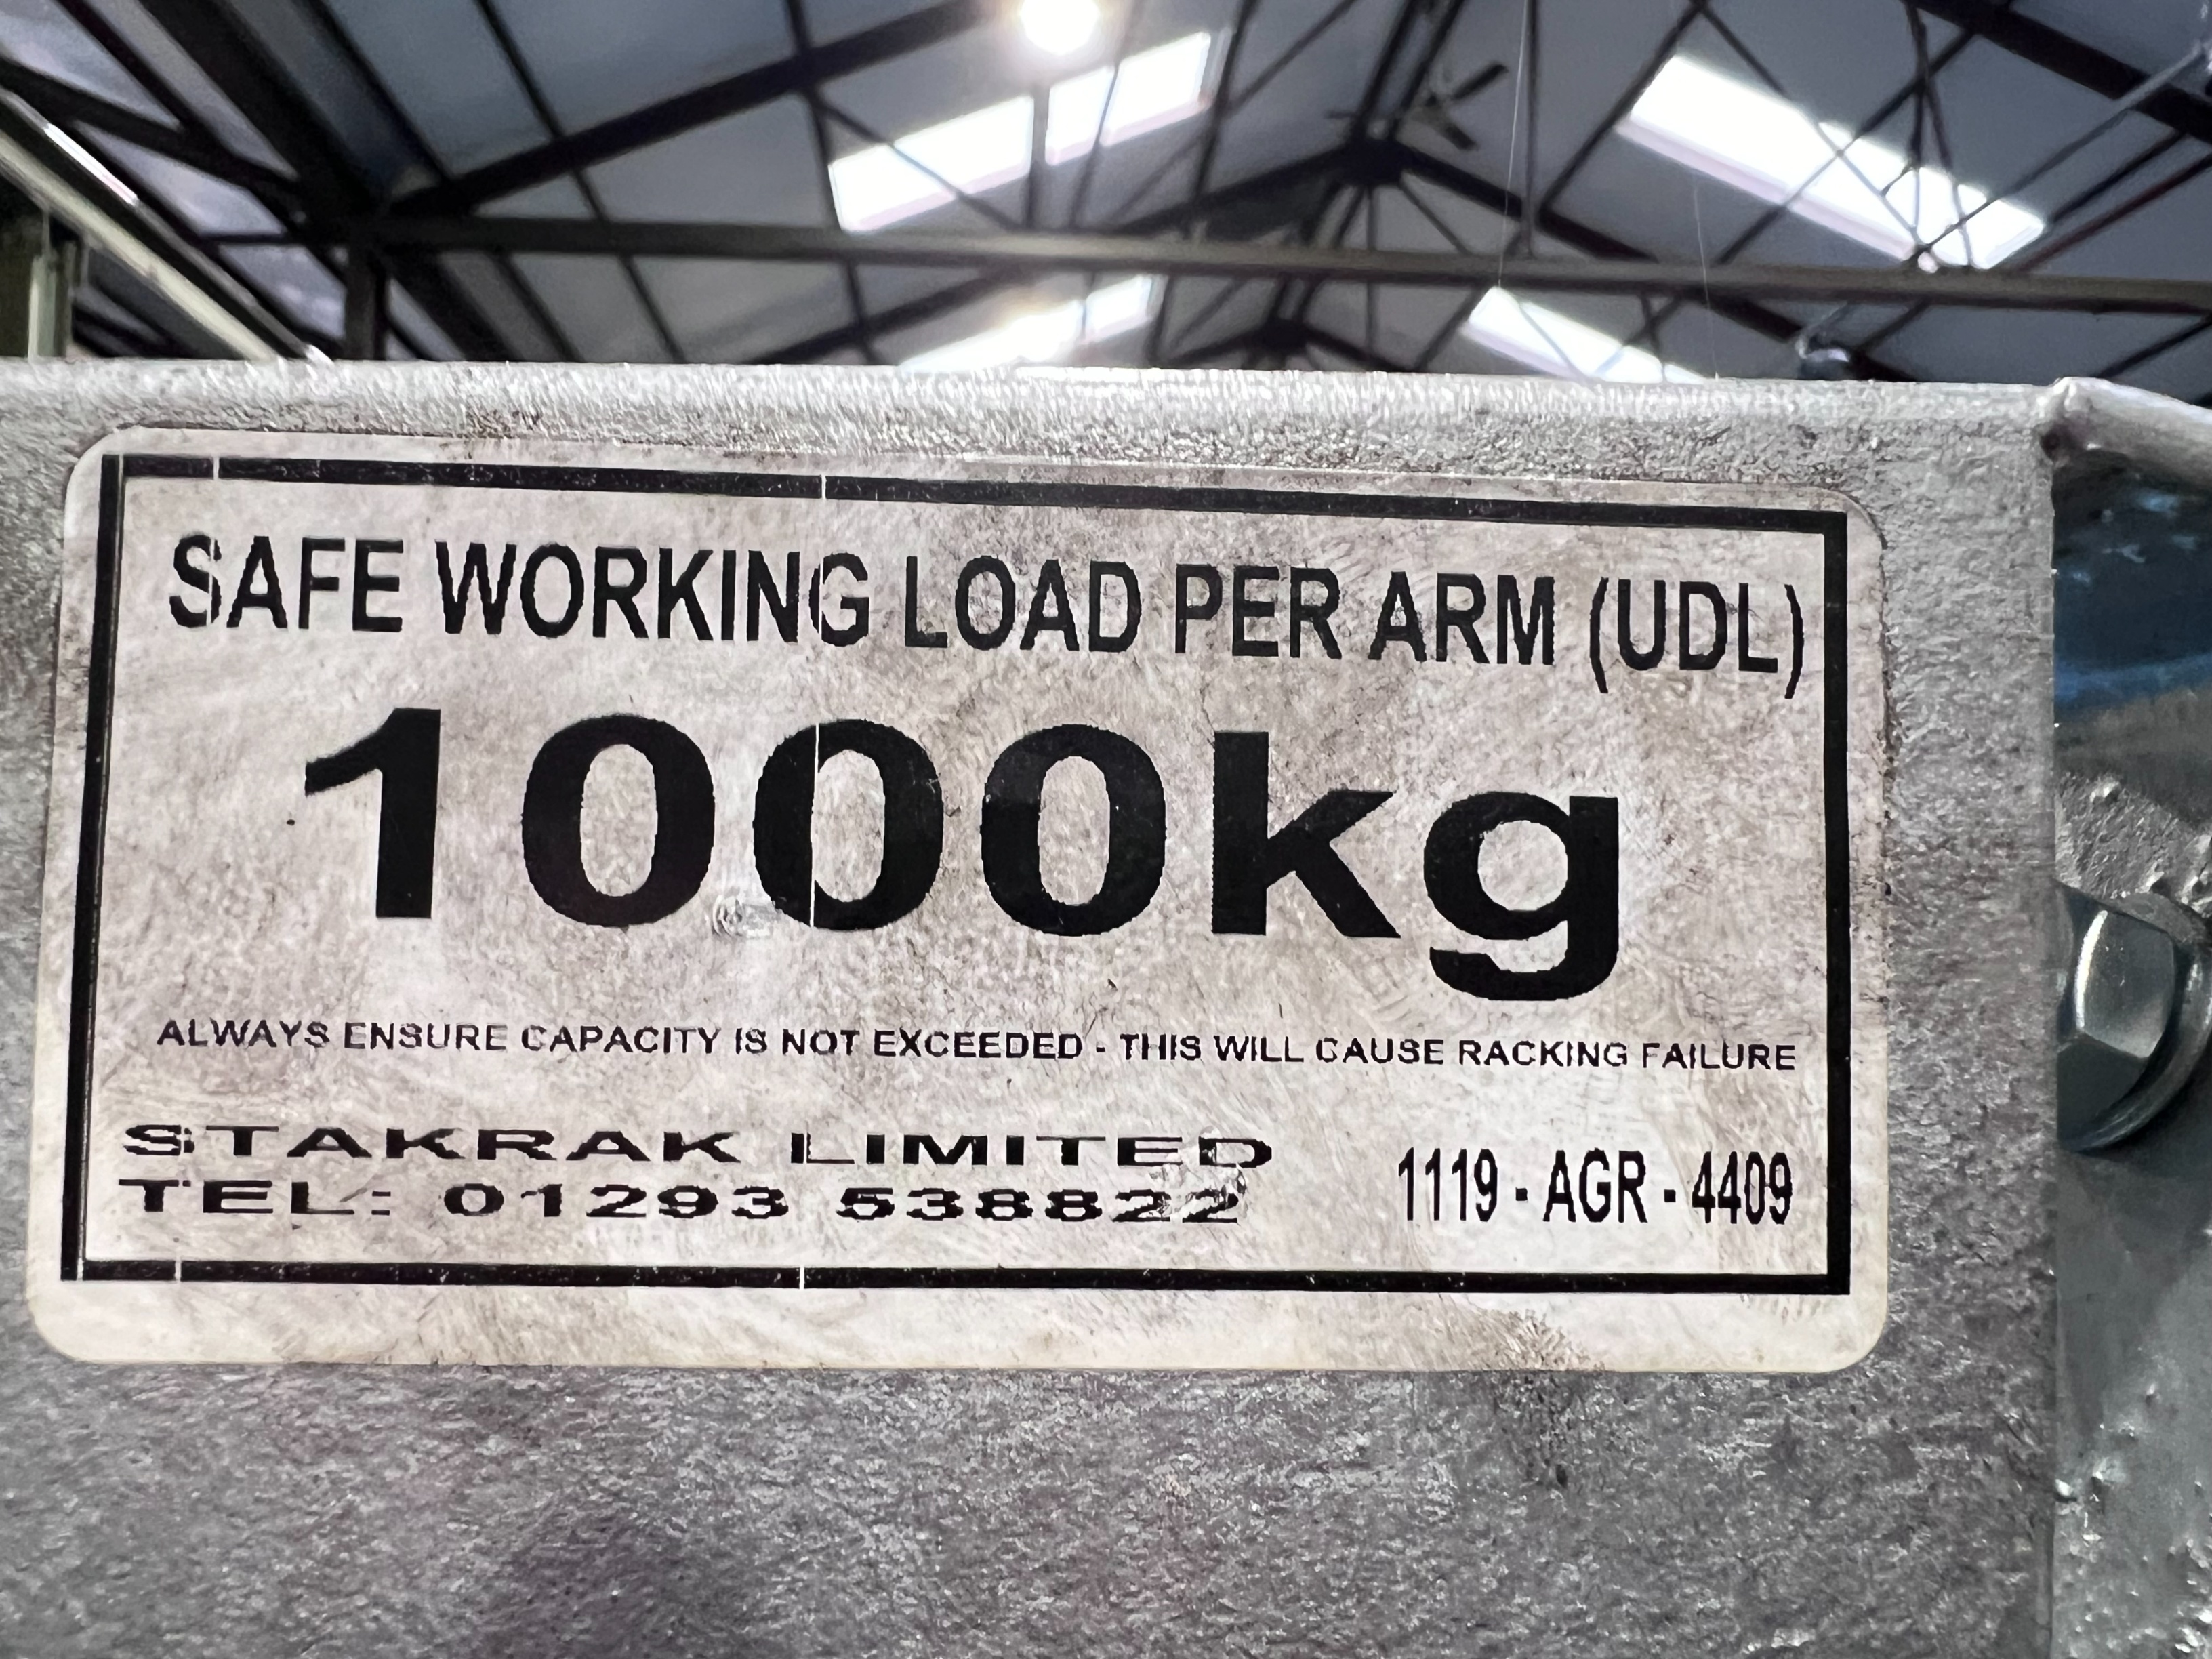 SAFE WORKING LOAD PER ARM (UDL)
1000kg
ALWAYS ENSURE CAPACITY IS NOT EXCEEDED - THIS WILL CAUSE RACKING FAILURE
STAKRAK LIMITED
TEL: 01293 538822
1119 - AGR - 4409